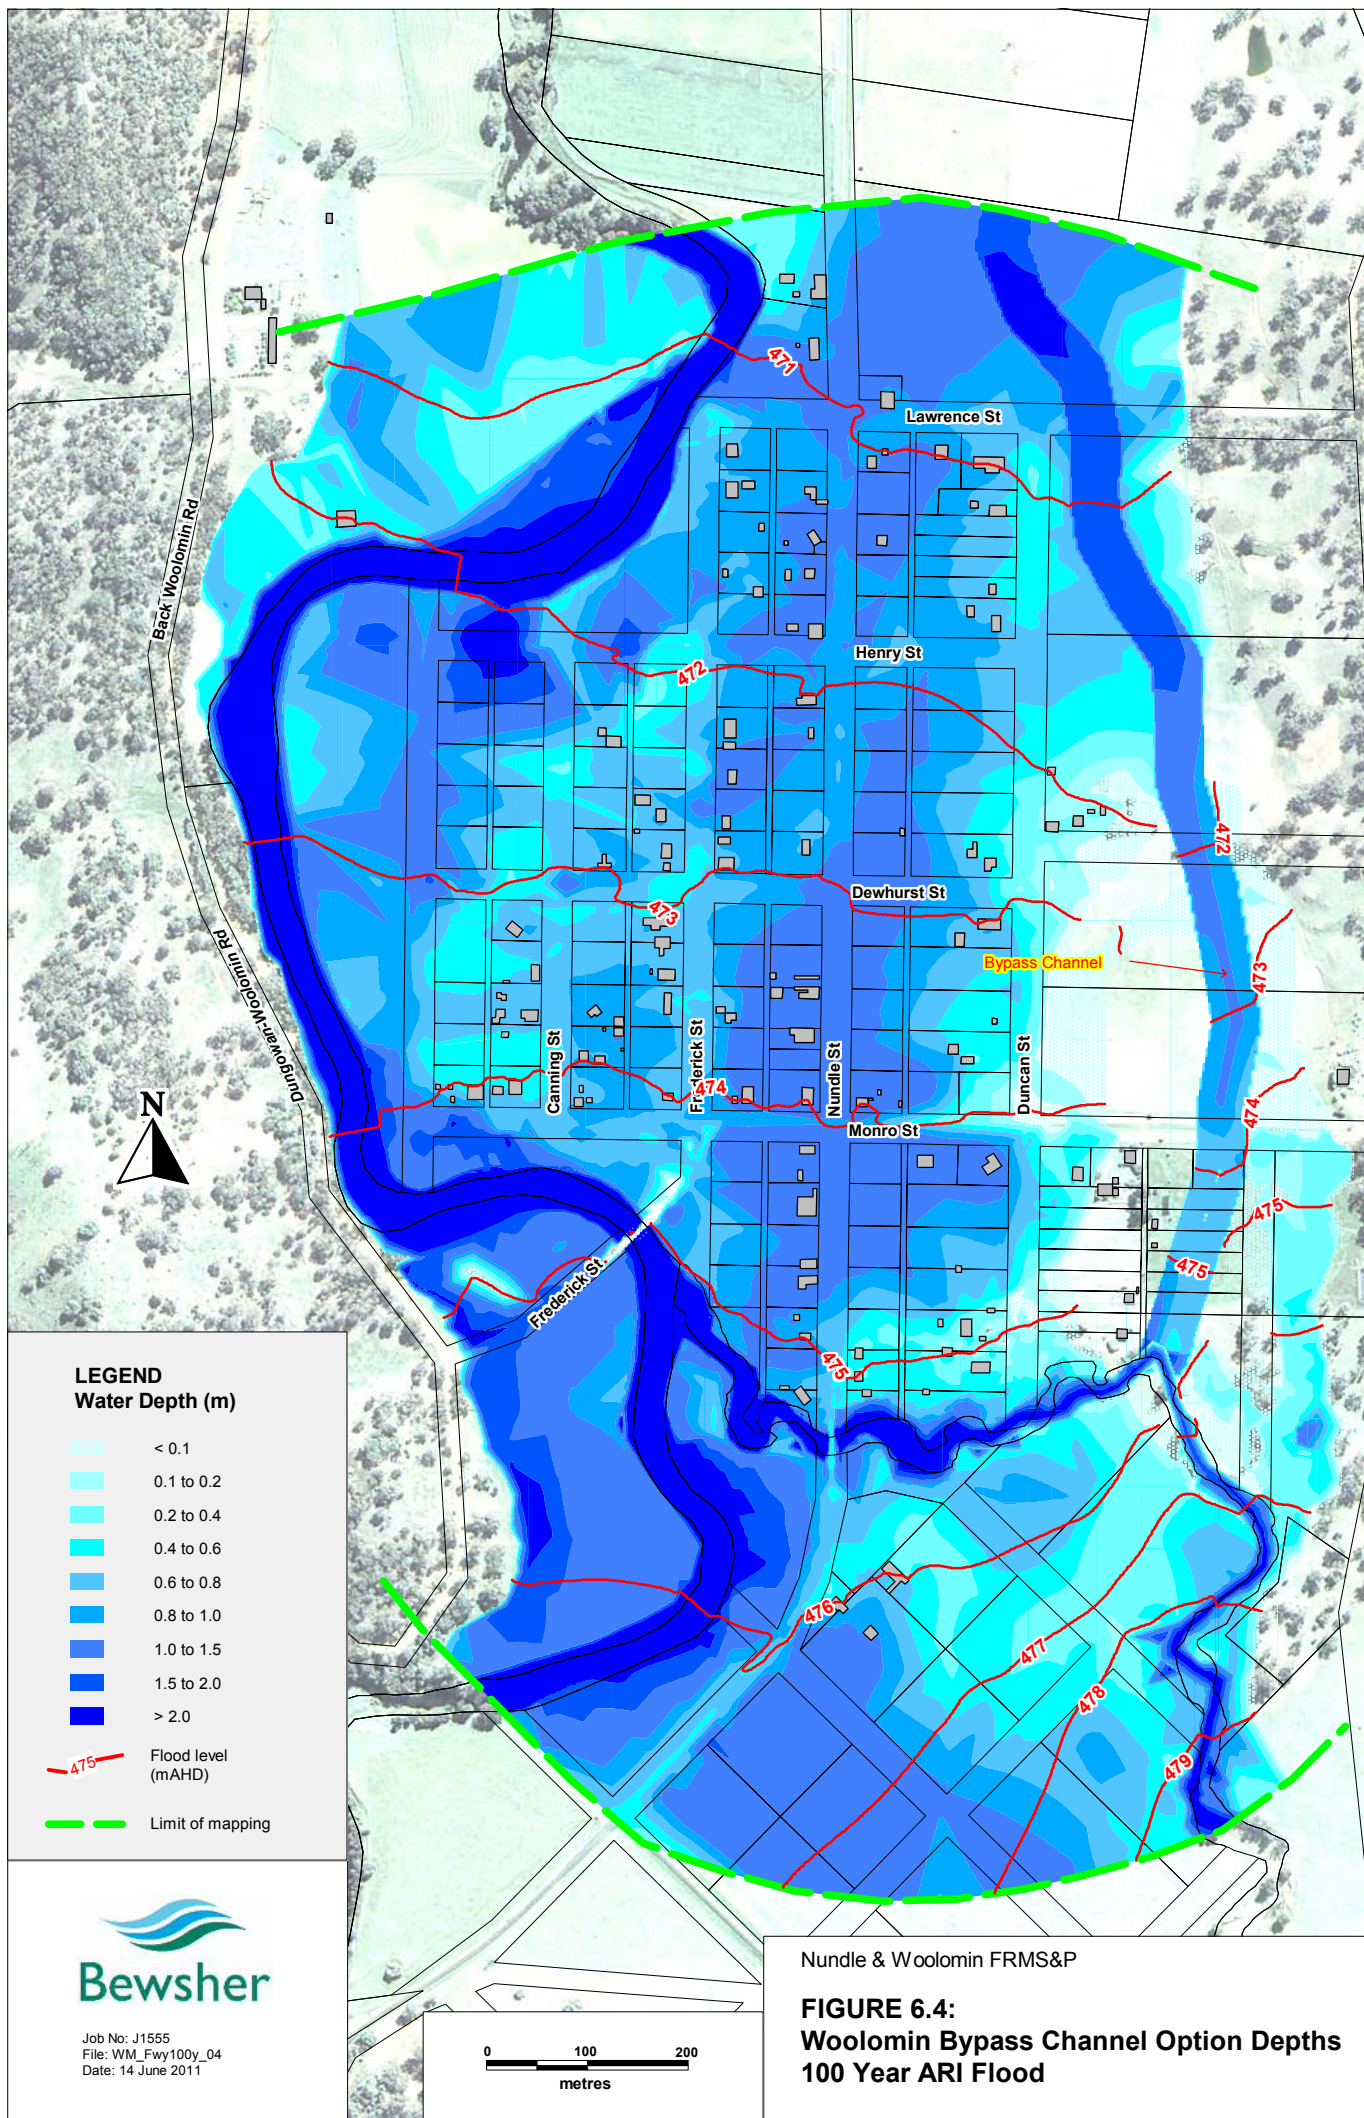 471
Lawrence St
Back Woolomin Rd
Henry St
472
472
Dewhurst St
473
Bypass Channel
473
Dungowan-Woolomin Rd
Canning St
Frederick St
Nundle St
Duncan St
474
474
Monro St
N
475
475
Frederick St
475
476
477
478
479
LEGEND
Water Depth (m)
< 0.1
0.1 to 0.2
0.2 to 0.4
0.4 to 0.6
0.6 to 0.8
0.8 to 1.0
1.0 to 1.5
1.5 to 2.0
> 2.0
475
Flood level
(mAHD)
Limit of mapping
Bewsher
Job No: J1555
File: WM_Fwy100y_04
Date: 14 June 2011
0 100 200
metres
Nundle & Woolomin FRMS&P
FIGURE 6.4:
Woolomin Bypass Channel Option Depths
100 Year ARI Flood